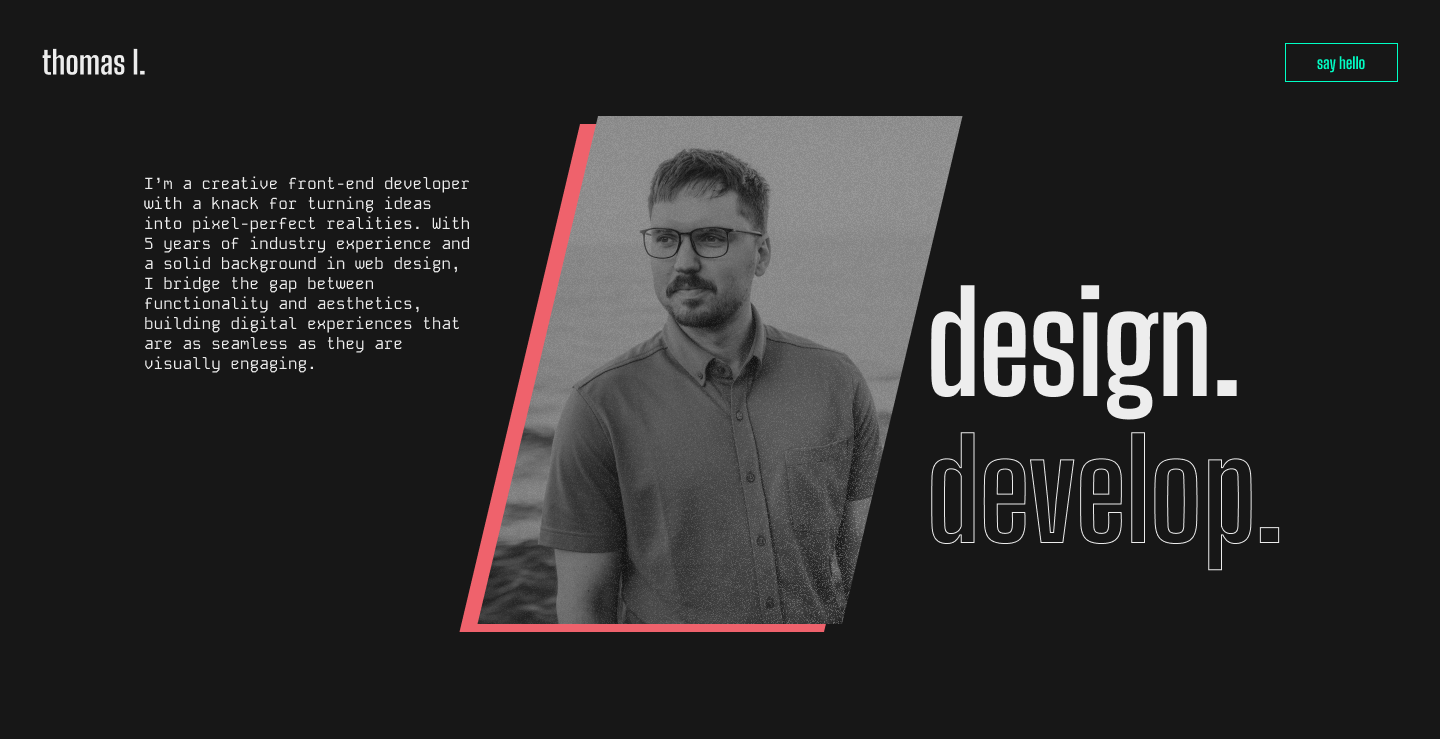 thomas l.
say hello
I’m a creative front-end developer
with a knack for turning ideas
into pixel-perfect realities. With
5 years of industry experience and
a solid background in web design,
I bridge the gap between
functionality and aesthetics,
building digital experiences that
are as seamless as they are
visually engaging.
design.
develop.